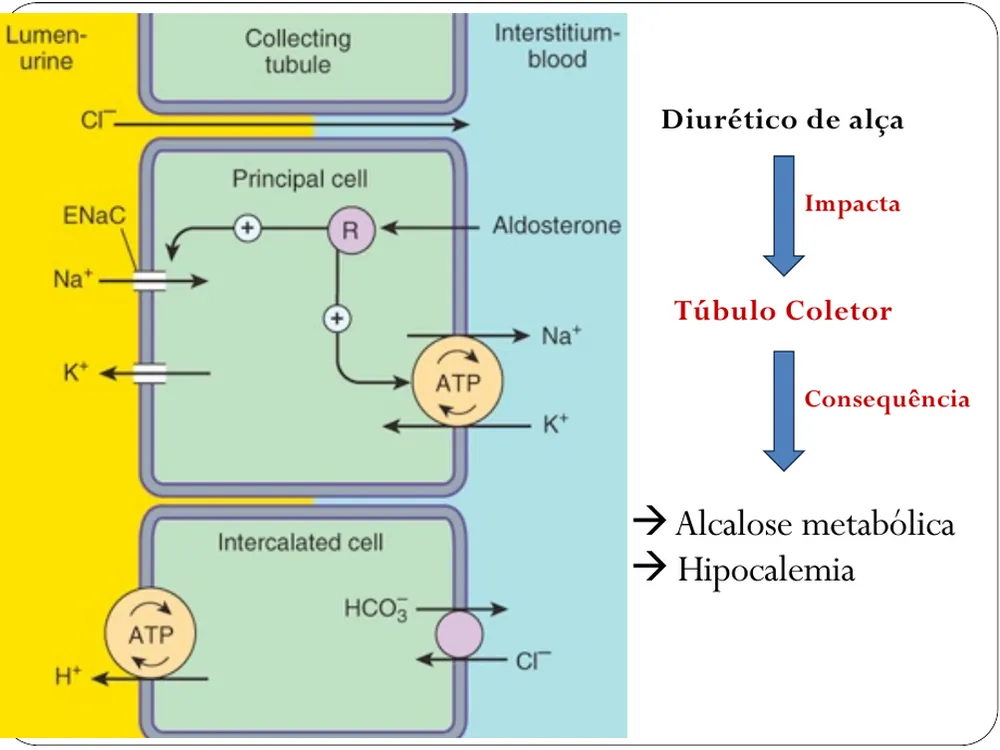 Lumen-
urine
Collecting
tubule
Interstitium-
blood
Cl⁻
Principal cell
ENaC
+
R
Aldosterone
Na⁺
+
Na⁺
K⁺
ATP
K⁺
Intercalated cell
HCO₃⁻
ATP
Cl⁻
H⁺
Diurético de alça
Impacta
Túbulo Coletor
Consequência
→ Alcalose metabólica
→ Hipocalemia